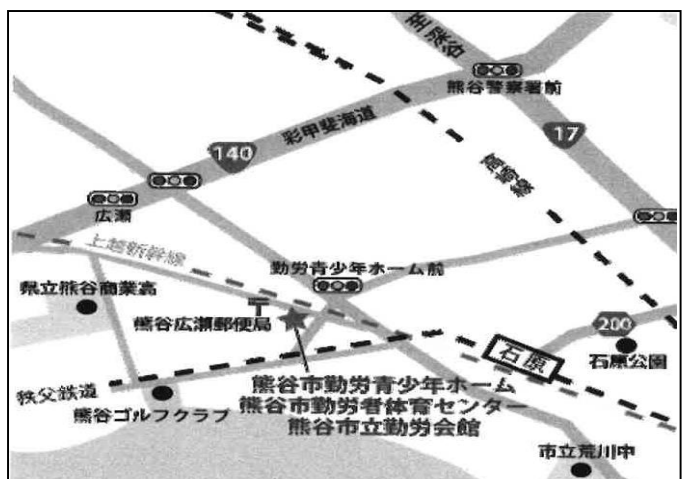 至熊谷
熊谷警察署前
17
彩甲斐海道
140
高崎線
広瀬
上越新幹線
勤労青少年ホーム前
県立熊谷商業高
〒
熊谷広瀬郵便局
200
石原
石原公園
秩父鉄道
熊谷ゴルフクラブ
熊谷市勤労青少年ホーム
熊谷市勤労者体育センター
熊谷市立勤労会館
市立荒川中